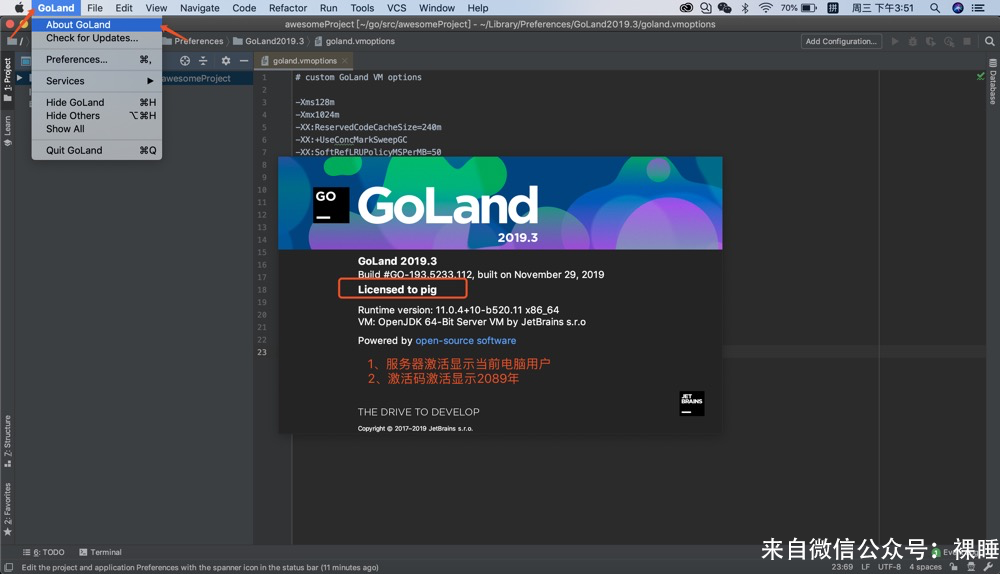 GoLand File Edit View Navigate Code Refactor Run Tools VCS Window Help 70% 拼 周三 下午3:51
awesomeProject [~/go/src/awesomeProject] - ~/Library/Preferences/GoLand2019.3/goland.vmoptions
/ Preferences GoLand2019.3 goland.vmoptions Add Configuration...
About GoLand
Check for Updates...
Preferences... ⌘,
Services
Hide GoLand ⌘H
Hide Others ⌥⌘H
Show All
Quit GoLand ⌘Q
1: Project
Learn
7: Structure
2: Favorites
awesomeProject
goland.vmoptions
Database
1 # custom GoLand VM options
2
3 -Xms128m
4 -Xmx1024m
5 -XX:ReservedCodeCacheSize=240m
6 -XX:+UseConcMarkSweepGC
7 -XX:SoftRefLRUPolicyMSPerMB=50
8
9
10
11
12
13
14
15
16
17
18
19
20
21
22
23
GO
GoLand
2019.3
GoLand 2019.3
Build #GO-193.5233.112, built on November 29, 2019
Licensed to pig
Runtime version: 11.0.4+10-b520.11 x86_64
VM: OpenJDK 64-Bit Server VM by JetBrains s.r.o
Powered by open-source software
1、服务器激活显示当前电脑用户
2、激活码激活显示2089年
JET
BRAINS
THE DRIVE TO DEVELOP
Copyright © 2017–2019 JetBrains s.r.o.
6: TODO Terminal
来自微信公众号：裸睡
Edit the project and application Preferences with the spanner icon in the status bar (11 minutes ago) 23:69 LF UTF-8 4 spaces